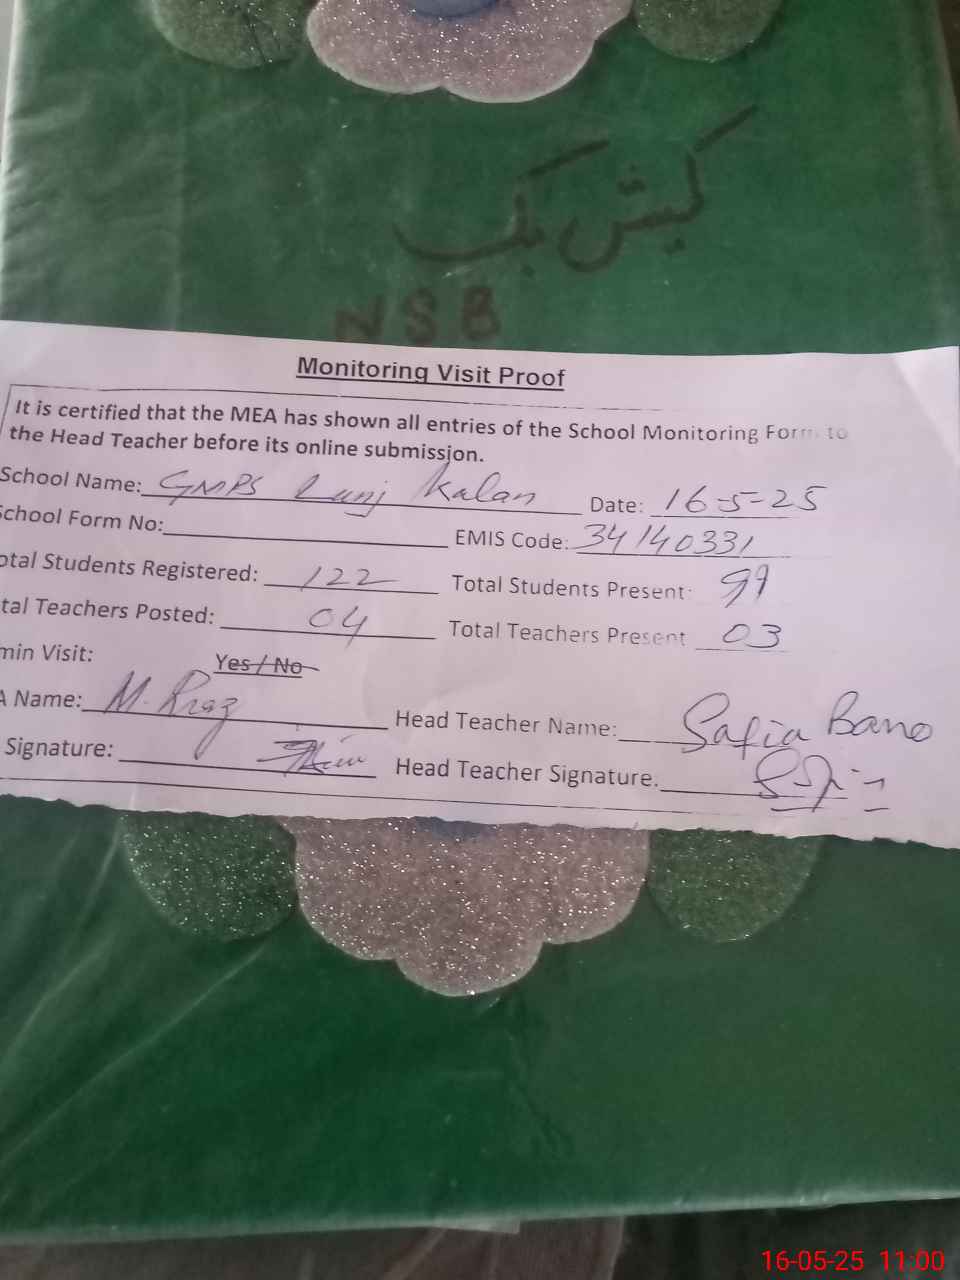 کیش بک
NSB
Monitoring Visit Proof
It is certified that the MEA has shown all entries of the School Monitoring Form to
the Head Teacher before its online submission.
School Name: GMPS Lunj Kalan Date: 16-5-25
School Form No: EMIS Code: 34140331
otal Students Registered: 122 Total Students Present: 99
tal Teachers Posted: 04 Total Teachers Present 03
min Visit: Yes / No
A Name: M. Riaz Head Teacher Name: Safia Bano
Signature: Head Teacher Signature.
16-05-25 11:00